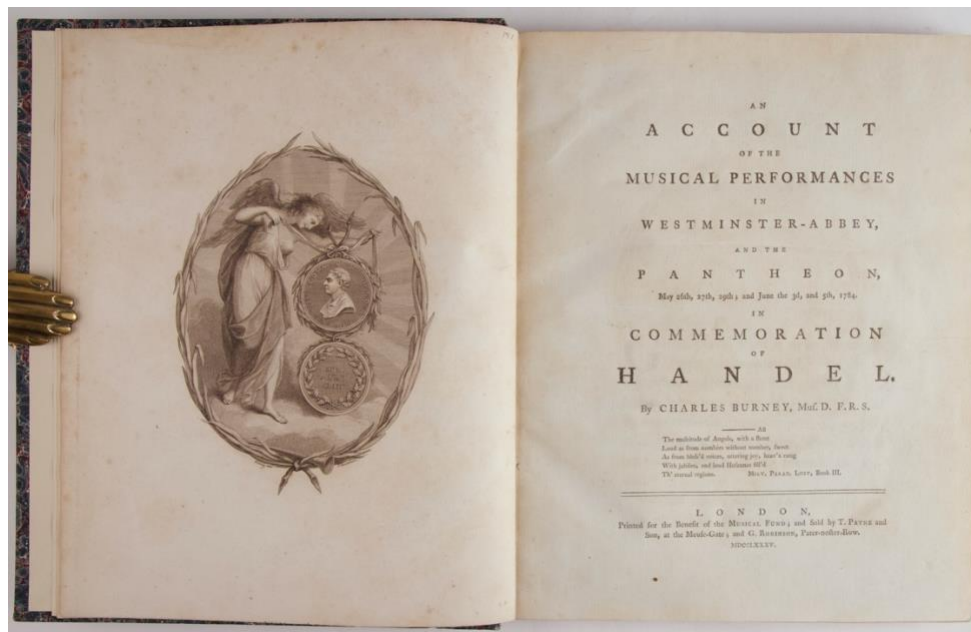 AN
ACCOUNT
OF THE
MUSICAL PERFORMANCES
IN
WESTMINSTER-ABBEY,
AND THE
PANTHEON,
May 26th, 27th, 29th; and June the 3d, and 5th, 1784.
IN
COMMEMORATION
OF
HANDEL.
By CHARLES BURNEY, Muſ. D. F.R.S.
All
The multitude of Angels, with a ſhout
Loud as from numbers without number, ſweet
As from bleſs'd voices, uttering joy, heav'n rung
With jubilee, and loud Hoſannas fill'd
Th' eternal regions. MILT. PARAD. LOST, Book III.
LONDON,
Printed for the Benefit of the MUSICAL FUND; and ſold by T. PAYNE and
Son, at the Meuſe-Gate; and G. ROBINSON, Pater-noſter-Row.
MDCCLXXXV.